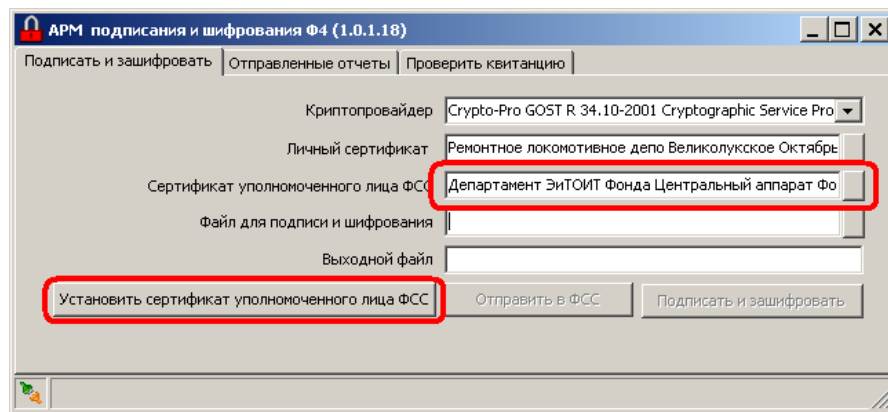 АРМ подписания и шифрования Ф4 (1.0.1.18)
Подписать и зашифровать Отправленные отчеты Проверить квитанцию
Криптопровайдер Crypto-Pro GOST R 34.10-2001 Cryptographic Service Pro
Личный сертификат Ремонтное локомотивное депо Великолукское Октябрь
Сертификат уполномоченного лица ФСС Департамент ЭиТОИТ Фонда Центральный аппарат Фо
Файл для подписи и шифрования
Выходной файл
Установить сертификат уполномоченного лица ФСС Отправить в ФСС Подписать и зашифровать